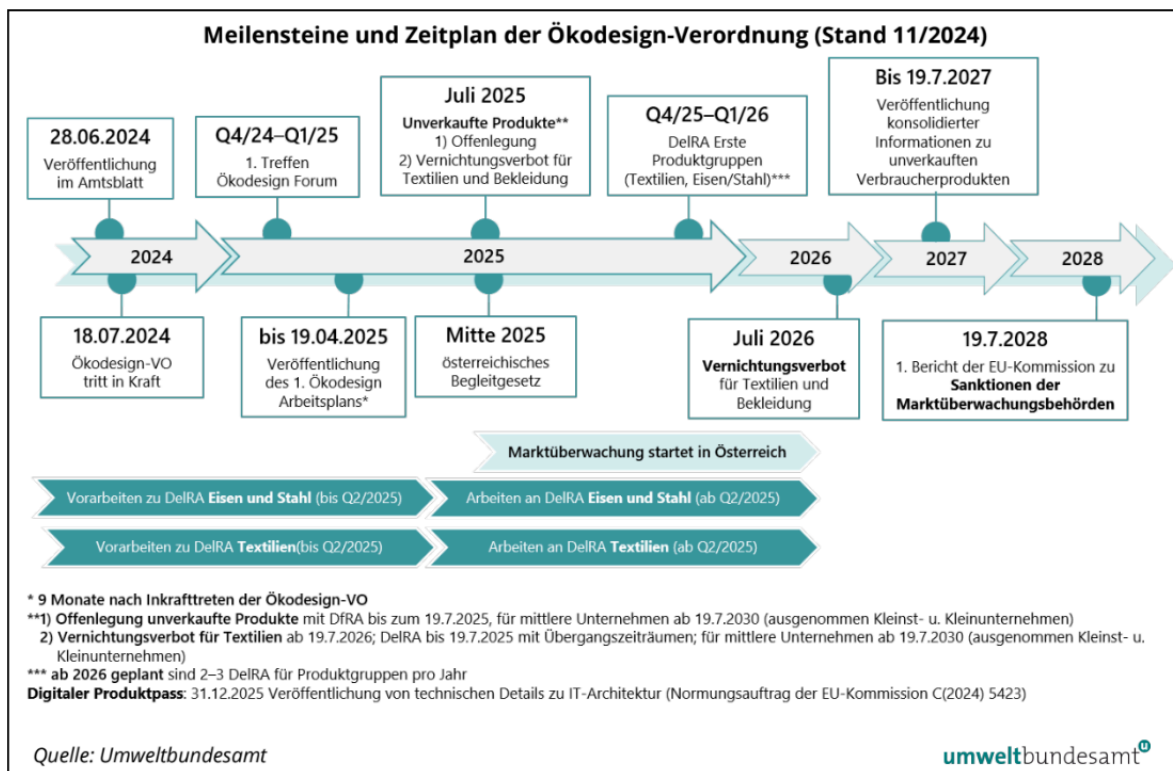 Meilensteine und Zeitplan der Ökodesign-Verordnung (Stand 11/2024)
28.06.2024
Veröffentlichung
im Amtsblatt
Q4/24–Q1/25
1. Treffen
Ökodesign Forum
Juli 2025
Unverkaufte Produkte**
1) Offenlegung
2) Vernichtungsverbot für
Textilien und Bekleidung
Q4/25–Q1/26
DelRA Erste
Produktgruppen
(Textilien, Eisen/Stahl)***
Bis 19.7.2027
Veröffentlichung
konsolidierter
Informationen zu
unverkauften
Verbraucherprodukten
2024
2025
2026
2027
2028
18.07.2024
Ökodesign-VO
tritt in Kraft
bis 19.04.2025
Veröffentlichung
des 1. Ökodesign
Arbeitsplans*
Mitte 2025
österreichisches
Begleitgesetz
Juli 2026
Vernichtungsverbot
für Textilien und
Bekleidung
19.7.2028
1. Bericht der EU-Kommission zu
Sanktionen der
Marktüberwachungsbehörden
Marktüberwachung startet in Österreich
Vorarbeiten zu DelRA Eisen und Stahl (bis Q2/2025)
Arbeiten an DelRA Eisen und Stahl (ab Q2/2025)
Vorarbeiten zu DelRA Textilien(bis Q2/2025)
Arbeiten an DelRA Textilien (ab Q2/2025)
* 9 Monate nach Inkrafttreten der Ökodesign-VO
**1) Offenlegung unverkaufte Produkte mit DfRA bis zum 19.7.2025, für mittlere Unternehmen ab 19.7.2030 (ausgenommen Kleinst- u. Kleinunternehmen)
2) Vernichtungsverbot für Textilien ab 19.7.2026; DelRA bis 19.7.2025 mit Übergangszeiträumen; für mittlere Unternehmen ab 19.7.2030 (ausgenommen Kleinst- u.
Kleinunternehmen)
*** ab 2026 geplant sind 2–3 DelRA für Produktgruppen pro Jahr
Digitaler Produktpass: 31.12.2025 Veröffentlichung von technischen Details zu IT-Architektur (Normungsauftrag der EU-Kommission C(2024) 5423)
Quelle: Umweltbundesamt
umweltbundesamt u